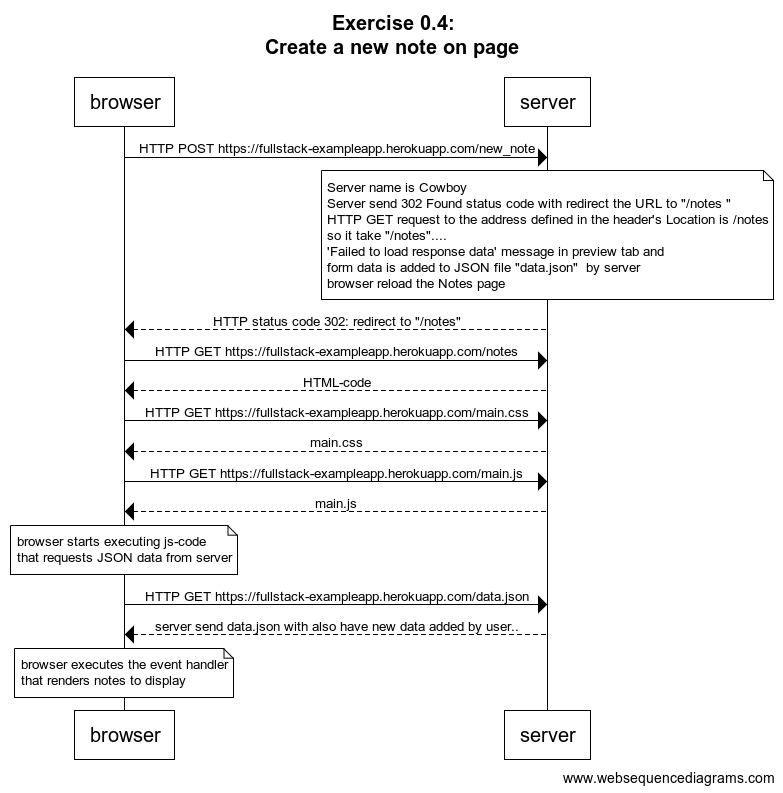 Exercise 0.4:
Create a new note on page
browser
server
HTTP POST https://fullstack-exampleapp.herokuapp.com/new_note
Server name is Cowboy
Server send 302 Found status code with redirect the URL to "/notes "
HTTP GET request to the address defined in the header's Location is /notes
so it take "/notes"....
'Failed to load response data' message in preview tab and
form data is added to JSON file "data.json"  by server
browser reload the Notes page
HTTP status code 302: redirect to "/notes"
HTTP GET https://fullstack-exampleapp.herokuapp.com/notes
HTML-code
HTTP GET https://fullstack-exampleapp.herokuapp.com/main.css
main.css
HTTP GET https://fullstack-exampleapp.herokuapp.com/main.js
main.js
browser starts executing js-code
that requests JSON data from server
HTTP GET https://fullstack-exampleapp.herokuapp.com/data.json
server send data.json with also have new data added by user..
browser executes the event handler
that renders notes to display
browser
server
www.websequencediagrams.com